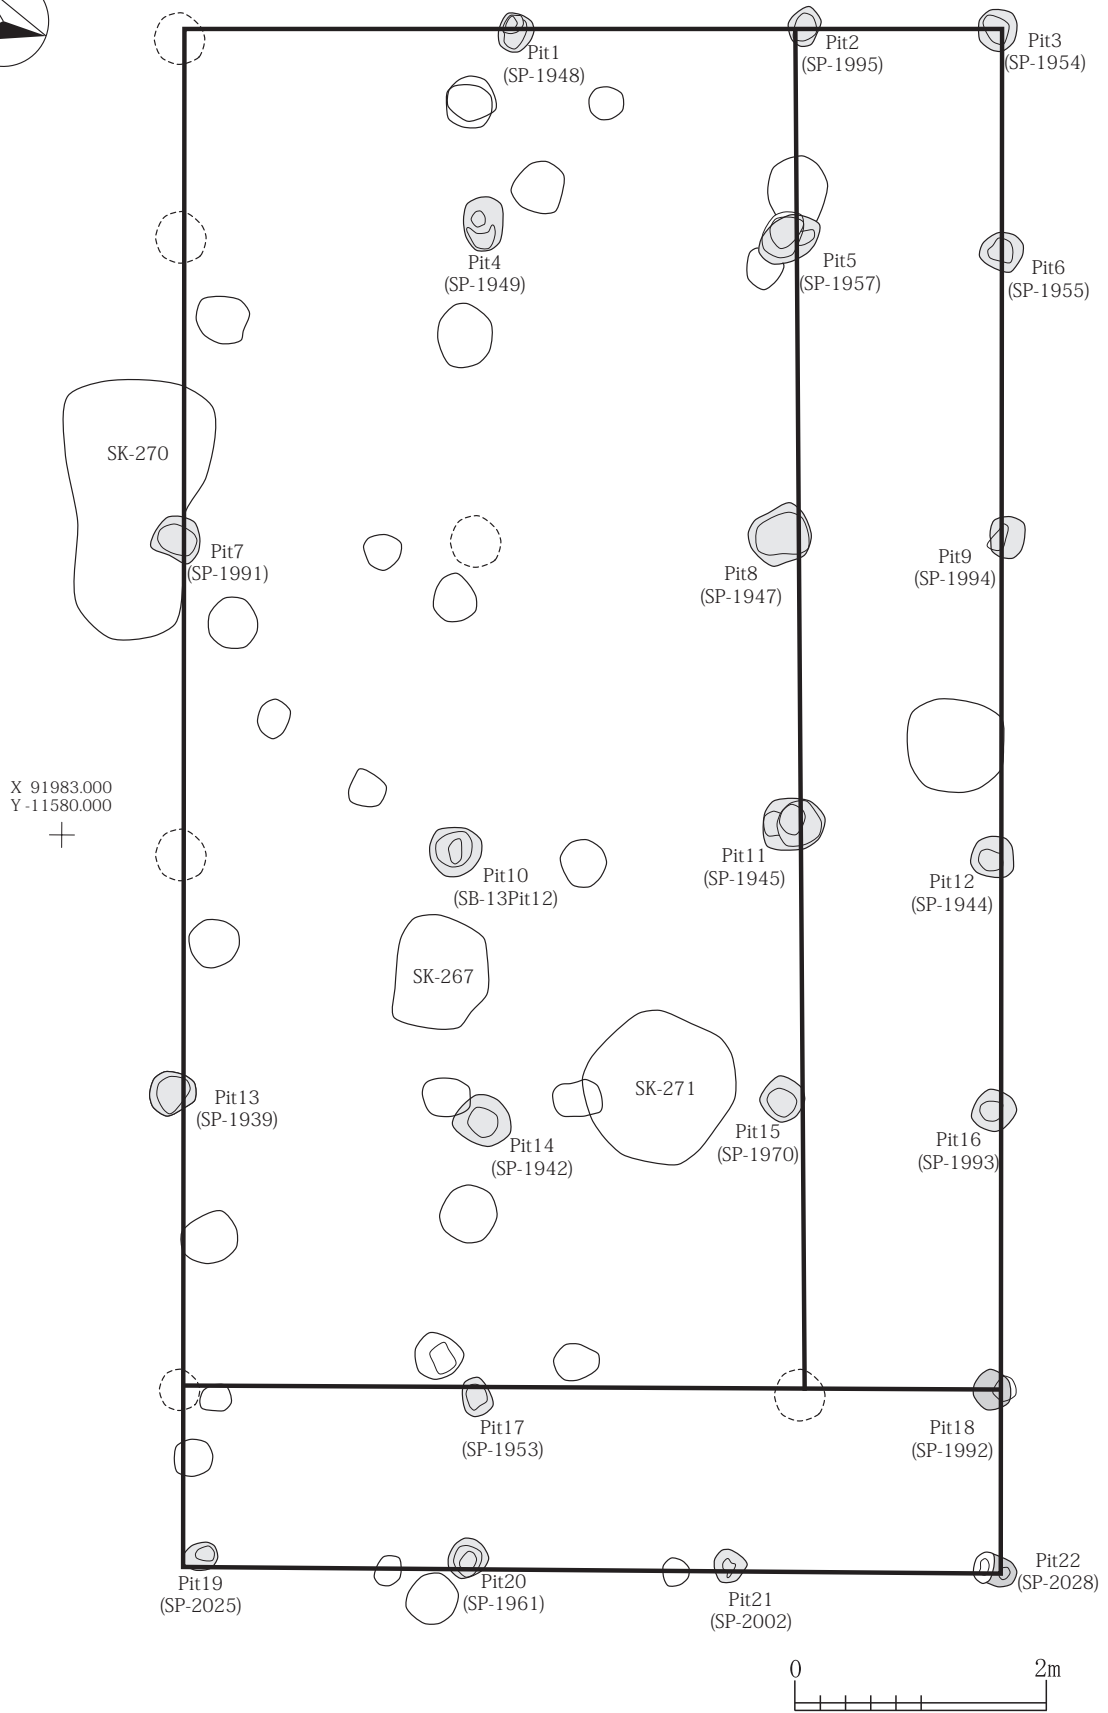 Pit1
(SP-1948)
Pit2
(SP-1995)
Pit3
(SP-1954)
Pit4
(SP-1949)
Pit5
(SP-1957)
Pit6
(SP-1955)
SK-270
Pit7
(SP-1991)
Pit8
(SP-1947)
Pit9
(SP-1994)
X 91983.000
Y -11580.000
Pit10
(SB-13Pit12)
Pit11
(SP-1945)
Pit12
(SP-1944)
SK-267
SK-271
Pit13
(SP-1939)
Pit14
(SP-1942)
Pit15
(SP-1970)
Pit16
(SP-1993)
Pit17
(SP-1953)
Pit18
(SP-1992)
Pit19
(SP-2025)
Pit20
(SP-1961)
Pit21
(SP-2002)
Pit22
(SP-2028)
0 2m